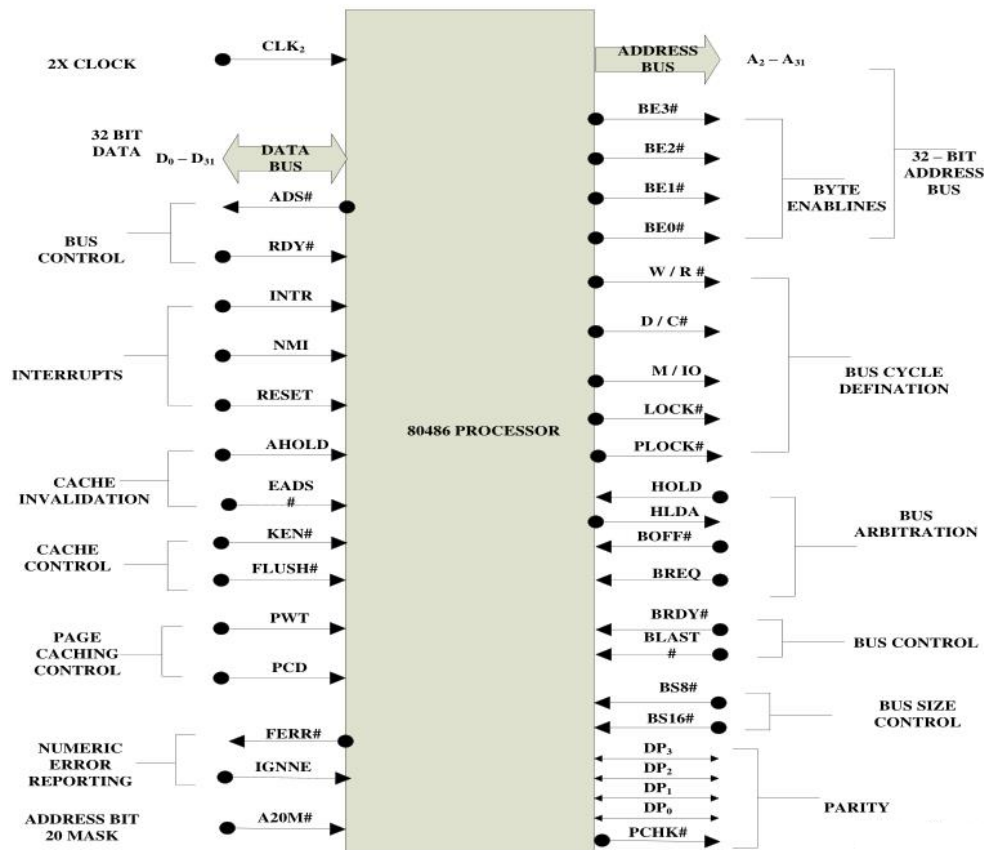 2X CLOCK
CLK₂
32 BIT
DATA
D₀ – D₃₁
DATA
BUS
BUS
CONTROL
ADS#
RDY#
INTERRUPTS
INTR
NMI
RESET
CACHE
INVALIDATION
AHOLD
EADS
#
CACHE
CONTROL
KEN#
FLUSH#
PAGE
CACHING
CONTROL
PWT
PCD
NUMERIC
ERROR
REPORTING
FERR#
IGNNE
ADDRESS BIT
20 MASK
A20M#
80486 PROCESSOR
ADDRESS
BUS
A₂ – A₃₁
BE3#
BE2#
BE1#
BE0#
BYTE
ENABLINES
32 – BIT
ADDRESS
BUS
W / R #
D / C#
M / IO
LOCK#
PLOCK#
BUS CYCLE
DEFINATION
HOLD
HLDA
BOFF#
BREQ
BUS
ARBITRATION
BRDY#
BLAST
#
BUS CONTROL
BS8#
BS16#
BUS SIZE
CONTROL
DP₃
DP₂
DP₁
DP₀
PCHK#
PARITY